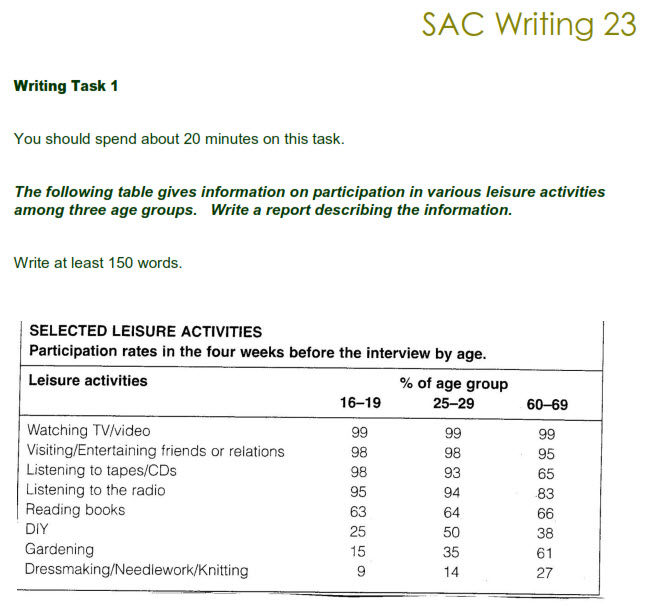 SAC Writing 23
Writing Task 1
You should spend about 20 minutes on this task.
The following table gives information on participation in various leisure activities
among three age groups. Write a report describing the information.
Write at least 150 words.
SELECTED LEISURE ACTIVITIES
Participation rates in the four weeks before the interview by age.
Leisure activities % of age group
16–19 25–29 60–69
Watching TV/video 99 99 99
Visiting/Entertaining friends or relations 98 98 95
Listening to tapes/CDs 98 93 65
Listening to the radio 95 94 83
Reading books 63 64 66
DIY 25 50 38
Gardening 15 35 61
Dressmaking/Needlework/Knitting 9 14 27